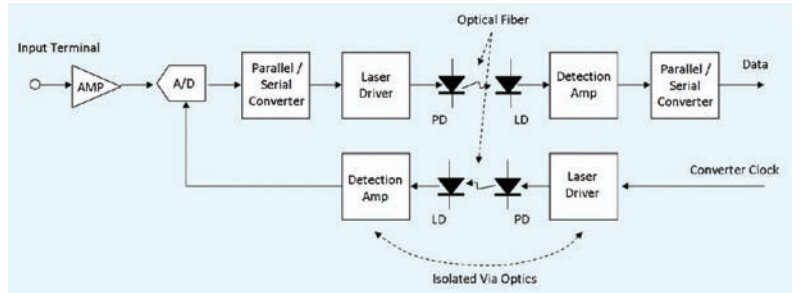 Optical Fiber
Input Terminal
AMP
A/D
Parallel /
Serial
Converter
Laser
Driver
PD
LD
Detection
Amp
Parallel /
Serial
Converter
Data
Detection
Amp
LD
PD
Laser
Driver
Converter Clock
Isolated Via Optics